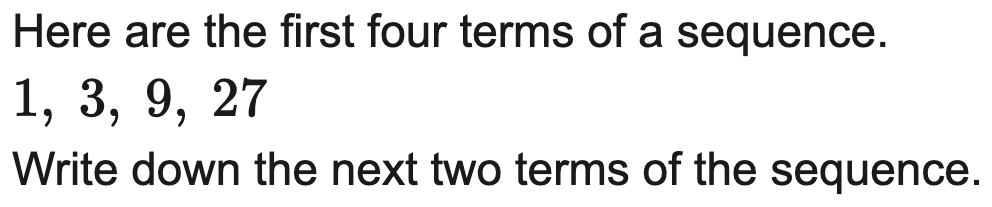 Here are the first four terms of a sequence.
1, 3, 9, 27
Write down the next two terms of the sequence.